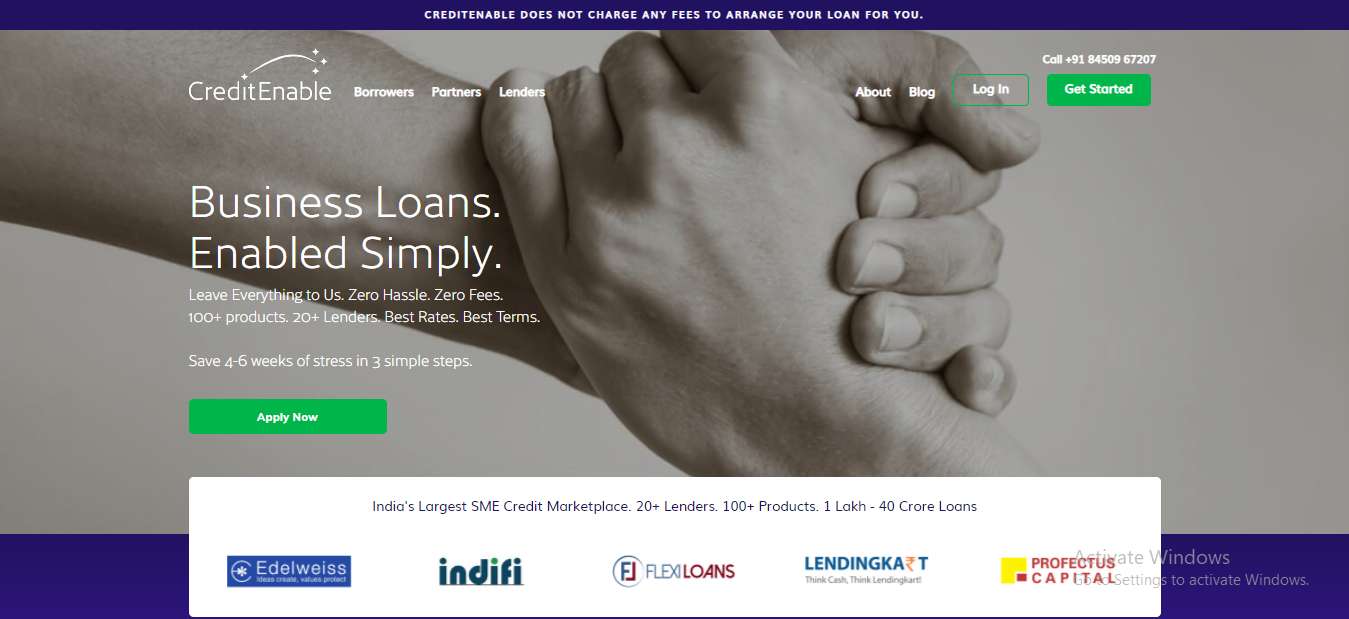 CREDITENABLE DOES NOT CHARGE ANY FEES TO ARRANGE YOUR LOAN FOR YOU.
Call +91 84509 67207
CreditEnable
Borrowers Partners Lenders
About Blog Log In Get Started
Business Loans.
Enabled Simply.
Leave Everything to Us. Zero Hassle. Zero Fees.
100+ products. 20+ Lenders. Best Rates. Best Terms.
Save 4-6 weeks of stress in 3 simple steps.
Apply Now
India's Largest SME Credit Marketplace. 20+ Lenders. 100+ Products. 1 Lakh - 40 Crore Loans
Edelweiss
Ideas create, values protect
indifi
FLEXILOANS
LENDINGKART
Think Cash, Think Lendingkart!
PROFECTUS
CAPITAL
Activate Windows
Go to Settings to activate Windows.